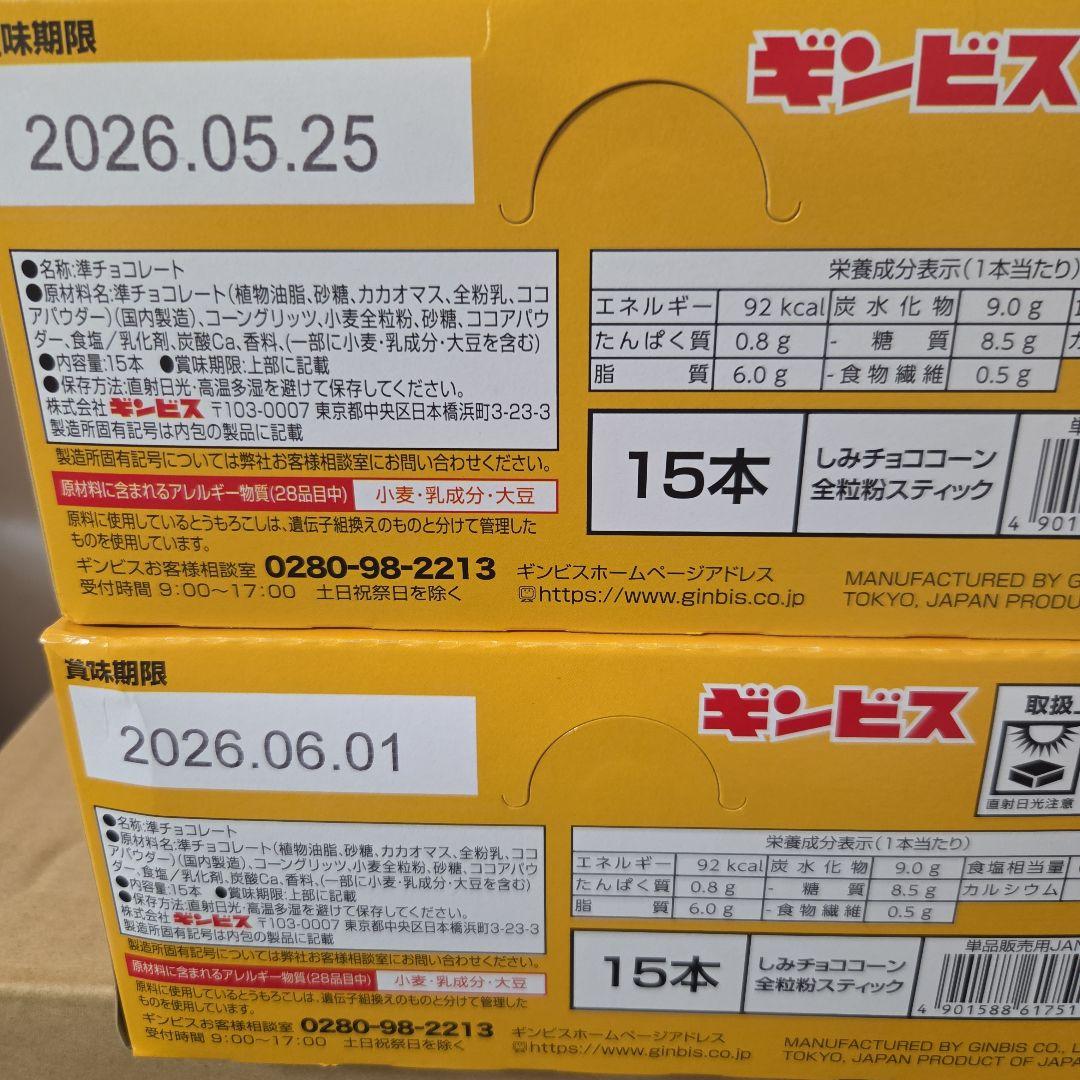 味期限
ギンビス
2026.05.25
●名称:準チョコレート
●原材料名:準チョコレート(植物油脂、砂糖、カカオマス、全粉乳、ココ
アパウダー)(国内製造)、コーングリッツ、小麦全粒粉、砂糖、ココアパウ
ダー、食塩/乳化剤、炭酸Ca、香料、(一部に小麦・乳成分・大豆を含む)
●内容量:15本 ●賞味期限:上部に記載
●保存方法:直射日光・高温多湿を避けて保存してください。
株式会社ギンビス 〒103-0007 東京都中央区日本橋浜町3-23-3
製造所固有記号は内包の製品に記載
製造所固有記号については弊社お客様相談室にお問い合わせください。
原材料に含まれるアレルギー物質(28品目中) 小麦・乳成分・大豆
原料に使用しているとうもろこしは、遺伝子組換えのものと分けて管理した
ものを使用しています。
ギンビスお客様相談室 0280-98-2213
受付時間 9:00〜17:00 土日祝祭日を除く
ギンビスホームページアドレス
https://www.ginbis.co.jp
栄養成分表示(1本当たり)
エネルギー 92 kcal 炭水化物 9.0 g
たんぱく質 0.8 g - 糖質 8.5 g
脂質 6.0 g - 食物繊維 0.5 g
15本
しみチョココーン
全粒粉スティック
4 901
MANUFACTURED BY G
TOKYO, JAPAN PRODU
賞味期限
ギンビス
2026.06.01
取扱
直射日光注意
●名称:準チョコレート
●原材料名:準チョコレート(植物油脂、砂糖、カカオマス、全粉乳、ココ
アパウダー)(国内製造)、コーングリッツ、小麦全粒粉、砂糖、ココアパウ
ダー、食塩/乳化剤、炭酸Ca、香料、(一部に小麦・乳成分・大豆を含む)
●内容量:15本 ●賞味期限:上部に記載
●保存方法:直射日光・高温多湿を避けて保存してください。
株式会社ギンビス 〒103-0007 東京都中央区日本橋浜町3-23-3
製造所固有記号は内包の製品に記載
製造所固有記号については弊社お客様相談室にお問い合わせください。
原材料に含まれるアレルギー物質(28品目中) 小麦・乳成分・大豆
原料に使用しているとうもろこしは、遺伝子組換えのものと分けて管理した
ものを使用しています。
ギンビスお客様相談室 0280-98-2213
受付時間 9:00〜17:00 土日祝祭日を除く
ギンビスホームページアドレス
https://www.ginbis.co.jp
栄養成分表示(1本当たり)
エネルギー 92 kcal 炭水化物 9.0 g 食塩相当量
たんぱく質 0.8 g - 糖質 8.5 g カルシウム
脂質 6.0 g - 食物繊維 0.5 g
15本
しみチョココーン
全粒粉スティック
単品販売用JAN
4 901588 61751
MANUFACTURED BY GINBIS CO., L
TOKYO, JAPAN PRODUCT OF JAPA